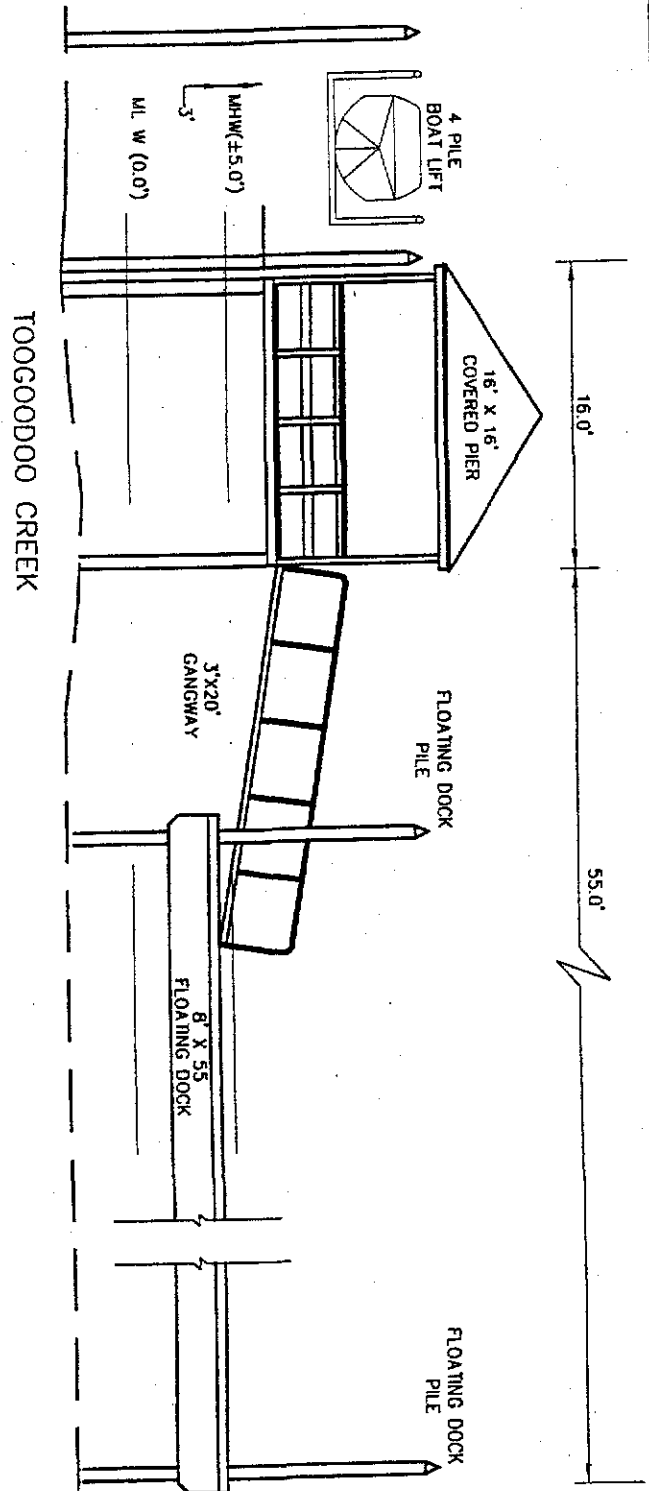 16.0'
55.0'
4 PILE
BOAT LIFT
16' X 16'
COVERED PIER
FLOATING DOCK
PILE
FLOATING DOCK
PILE
MHW(±5.0')
3'
ML W (0.0')
3'X20'
GANGWAY
8' X 55
FLOATING DOCK
TOOGOODOO CREEK